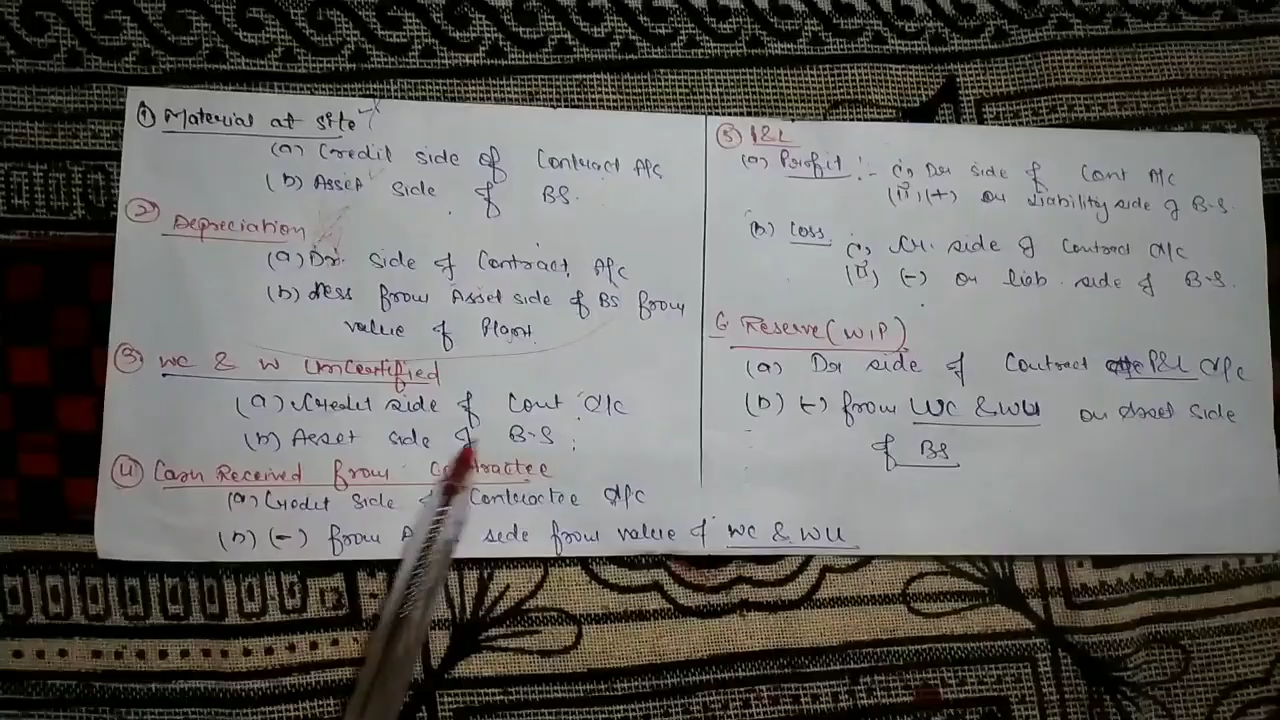 ① Material at Site
(a) Credit side of Contract A/c
(b) Asset side of BS.
② Depreciation
(a) Dr. side of Contract A/c
(b) Less from Asset side of BS from
value of Plant.
③ WC & W Uncertified
(a) Credit side of Cont A/c
(b) Asset side of B-S
④ Cash Received from Contractee
(a) Credit side Contractee A/c
(b) (-) from side from value of WC & WU
⑤ P&L
(a) Profit :- (i) Dr side of Cont A/c
(ii) (+) on liability side of B-S.
(b) Loss (i) Cr. side of Contract A/c
(ii) (-) on liab. side of B-S.
6 Reserve (WIP)
(a) Dr side of Contract P&L A/c
(b) (-) from WC & WU on Asset side
of BS